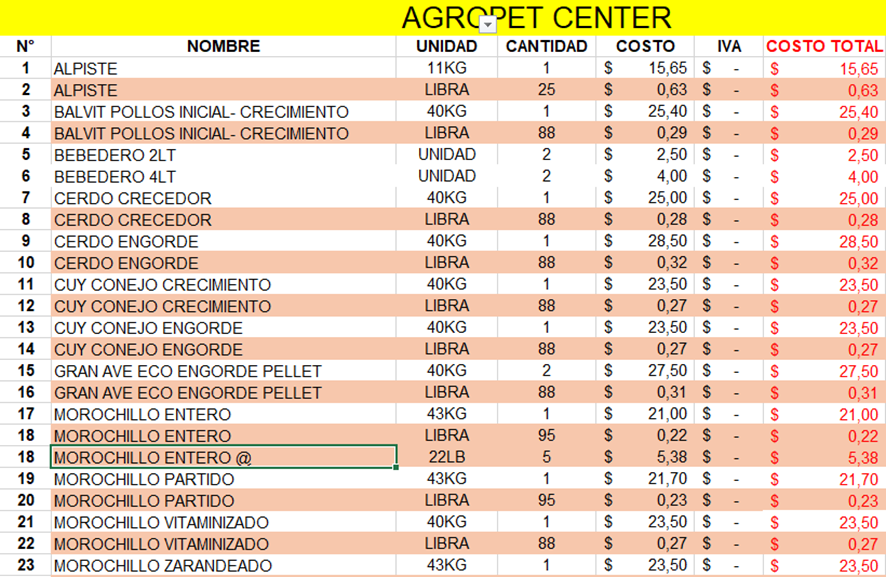 AGROPET CENTER
N° NOMBRE UNIDAD CANTIDAD COSTO IVA COSTO TOTAL
1 ALPISTE 11KG 1 $ 15,65 $ - $ 15,65
2 ALPISTE LIBRA 25 $ 0,63 $ - $ 0,63
3 BALVIT POLLOS INICIAL- CRECIMIENTO 40KG 1 $ 25,40 $ - $ 25,40
4 BALVIT POLLOS INICIAL- CRECIMIENTO LIBRA 88 $ 0,29 $ - $ 0,29
5 BEBEDERO 2LT UNIDAD 2 $ 2,50 $ - $ 2,50
6 BEBEDERO 4LT UNIDAD 2 $ 4,00 $ - $ 4,00
7 CERDO CRECEDOR 40KG 1 $ 25,00 $ - $ 25,00
8 CERDO CRECEDOR LIBRA 88 $ 0,28 $ - $ 0,28
9 CERDO ENGORDE 40KG 1 $ 28,50 $ - $ 28,50
10 CERDO ENGORDE LIBRA 88 $ 0,32 $ - $ 0,32
11 CUY CONEJO CRECIMIENTO 40KG 1 $ 23,50 $ - $ 23,50
12 CUY CONEJO CRECIMIENTO LIBRA 88 $ 0,27 $ - $ 0,27
13 CUY CONEJO ENGORDE 40KG 1 $ 23,50 $ - $ 23,50
14 CUY CONEJO ENGORDE LIBRA 88 $ 0,27 $ - $ 0,27
15 GRAN AVE ECO ENGORDE PELLET 40KG 2 $ 27,50 $ - $ 27,50
16 GRAN AVE ECO ENGORDE PELLET LIBRA 88 $ 0,31 $ - $ 0,31
17 MOROCHILLO ENTERO 43KG 1 $ 21,00 $ - $ 21,00
18 MOROCHILLO ENTERO LIBRA 95 $ 0,22 $ - $ 0,22
18 MOROCHILLO ENTERO @ 22LB 5 $ 5,38 $ - $ 5,38
19 MOROCHILLO PARTIDO 43KG 1 $ 21,70 $ - $ 21,70
20 MOROCHILLO PARTIDO LIBRA 95 $ 0,23 $ - $ 0,23
21 MOROCHILLO VITAMINIZADO 40KG 1 $ 23,50 $ - $ 23,50
22 MOROCHILLO VITAMINIZADO LIBRA 88 $ 0,27 $ - $ 0,27
23 MOROCHILLO ZARANDEADO 43KG 1 $ 23,50 $ - $ 23,50